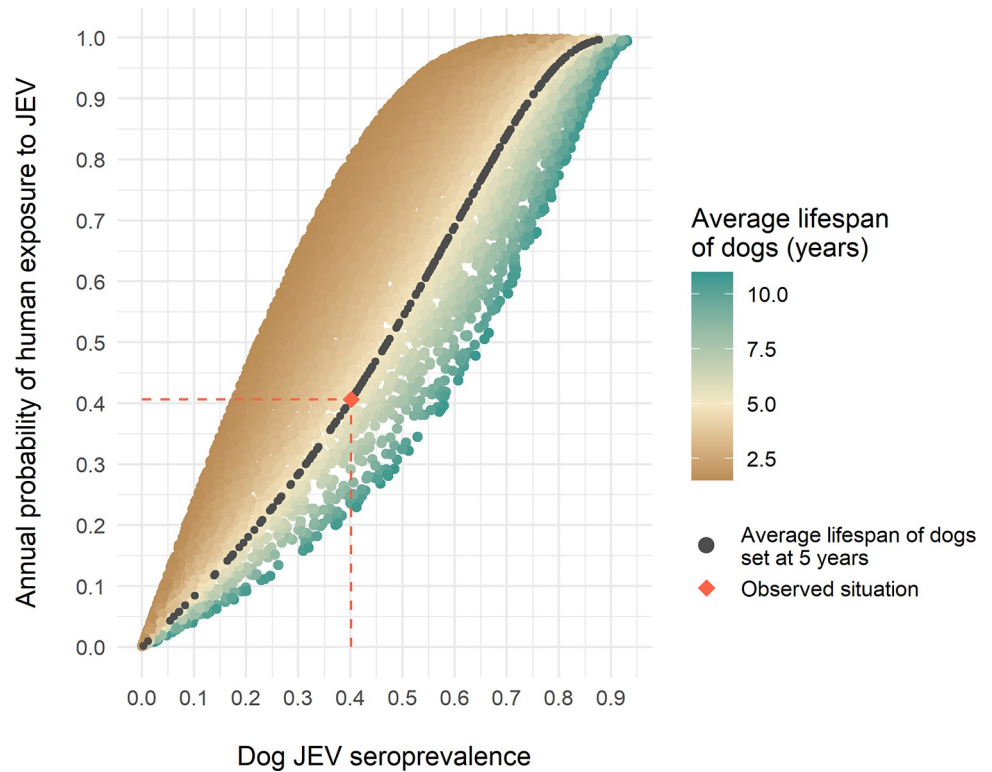 Annual probability of human exposure to JEV
1.0
0.9
0.8
0.7
0.6
0.5
0.4
0.3
0.2
0.1
0.0
0.0 0.1 0.2 0.3 0.4 0.5 0.6 0.7 0.8 0.9
Dog JEV seroprevalence
Average lifespan
of dogs (years)
10.0
7.5
5.0
2.5
Average lifespan of dogs
set at 5 years
Observed situation